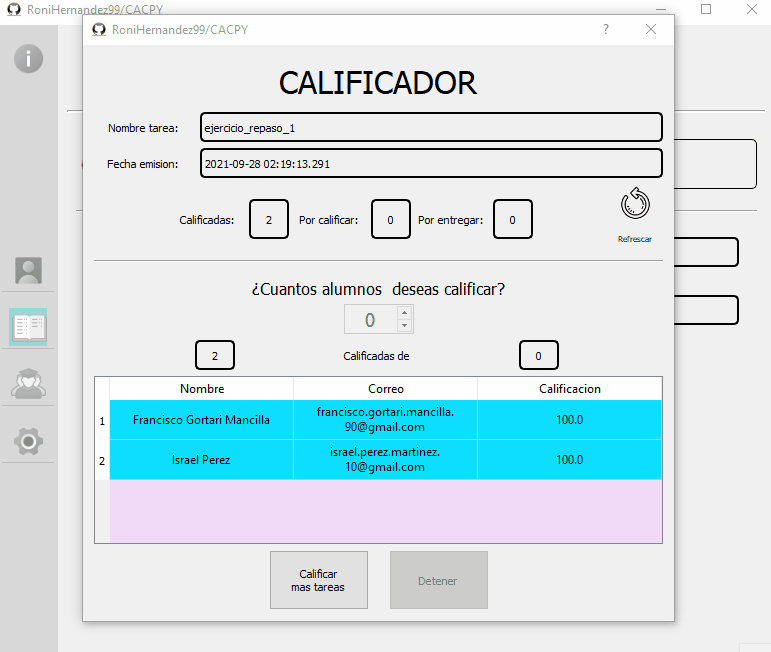 RoniHernandez99/CACPY
RoniHernandez99/CACPY ?
CALIFICADOR
Nombre tarea: ejercicio_repaso_1
Fecha emision: 2021-09-28 02:19:13.291
Calificadas: 2 Por calificar: 0 Por entregar: 0
Refrescar
¿Cuantos alumnos deseas calificar?
0
2 Calificadas de 0
Nombre Correo Calificacion
1 Francisco Gortari Mancilla francisco.gortari.mancilla. 100.0
90@gmail.com
2 Israel Perez israel.perez.martinez. 100.0
10@gmail.com
Calificar
mas tareas
Detener